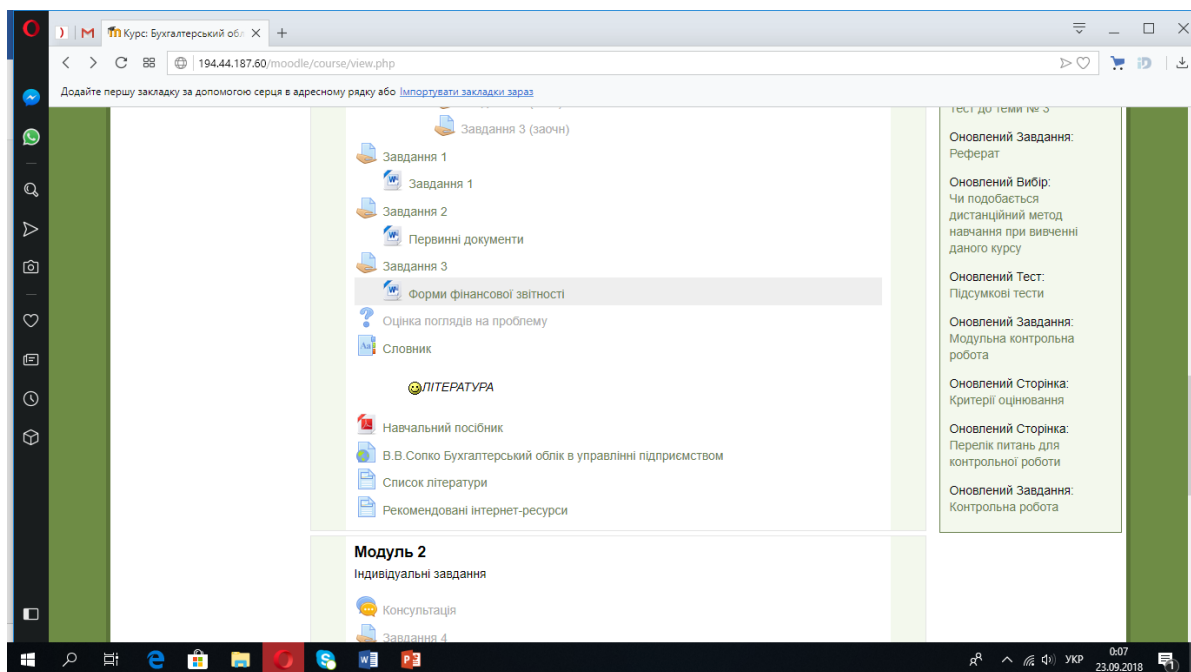 Курс: Бухгалтерський обл
194.44.187.60/moodle/course/view.php
Додайте першу закладку за допомогою серця в адресному рядку або Імпортувати закладки зараз
Завдання 3 (заочн)
Завдання 1
Завдання 1
Завдання 2
Первинні документи
Завдання 3
Форми фінансової звітності
Оцінка поглядів на проблему
Словник
ЛІТЕРАТУРА
Навчальний посібник
В.В.Сопко Бухгалтерський облік в управлінні підприємством
Список літератури
Рекомендовані інтернет-ресурси
Модуль 2
Індивідуальні завдання
Консультація
Завдання 4
Тест до теми № 3
Оновлений Завдання:
Реферат
Оновлений Вибір:
Чи подобається
дистанційний метод
навчання при вивченні
даного курсу
Оновлений Тест:
Підсумкові тести
Оновлений Завдання:
Модульна контрольна
робота
Оновлений Сторінка:
Критерії оцінювання
Оновлений Сторінка:
Перелік питань для
контрольної роботи
Оновлений Завдання:
Контрольна робота
УКР
0:07
23.09.2018